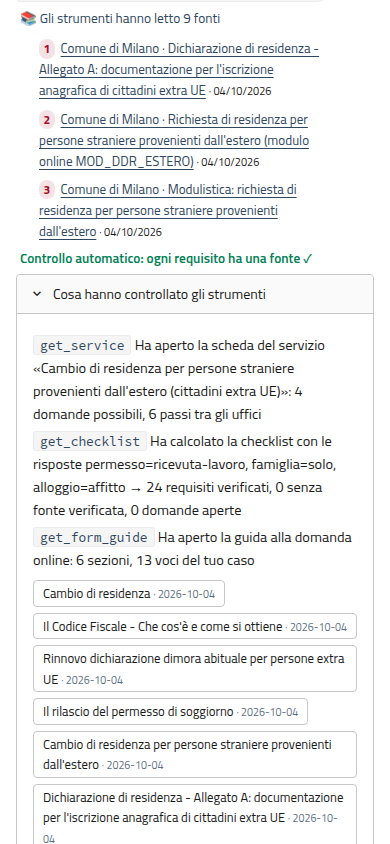 📚 Gli strumenti hanno letto 9 fonti
1 Comune di Milano · Dichiarazione di residenza -
Allegato A: documentazione per l'iscrizione
anagrafica di cittadini extra UE · 04/10/2026
2 Comune di Milano · Richiesta di residenza per
persone straniere provenienti dall'estero (modulo
online MOD_DDR_ESTERO) · 04/10/2026
3 Comune di Milano · Modulistica: richiesta di
residenza per persone straniere provenienti
dall'estero · 04/10/2026
Controllo automatico: ogni requisito ha una fonte ✓
Cosa hanno controllato gli strumenti
get_service Ha aperto la scheda del servizio
«Cambio di residenza per persone straniere
provenienti dall'estero (cittadini extra UE)»: 4
domande possibili, 6 passi tra gli uffici
get_checklist Ha calcolato la checklist con le
risposte permesso=ricevuta-lavoro, famiglia=solo,
alloggio=affitto → 24 requisiti verificati, 0 senza
fonte verificata, 0 domande aperte
get_form_guide Ha aperto la guida alla domanda
online: 6 sezioni, 13 voci del tuo caso
Cambio di residenza · 2026-10-04
Il Codice Fiscale - Che cos'è e come si ottiene · 2026-10-04
Rinnovo dichiarazione dimora abituale per persone extra
UE · 2026-10-04
Il rilascio del permesso di soggiorno · 2026-10-04
Cambio di residenza per persone straniere provenienti
dall'estero · 2026-10-04
Dichiarazione di residenza - Allegato A: documentazione
per l'iscrizione anagrafica di cittadini extra UE · 2026-10-
04